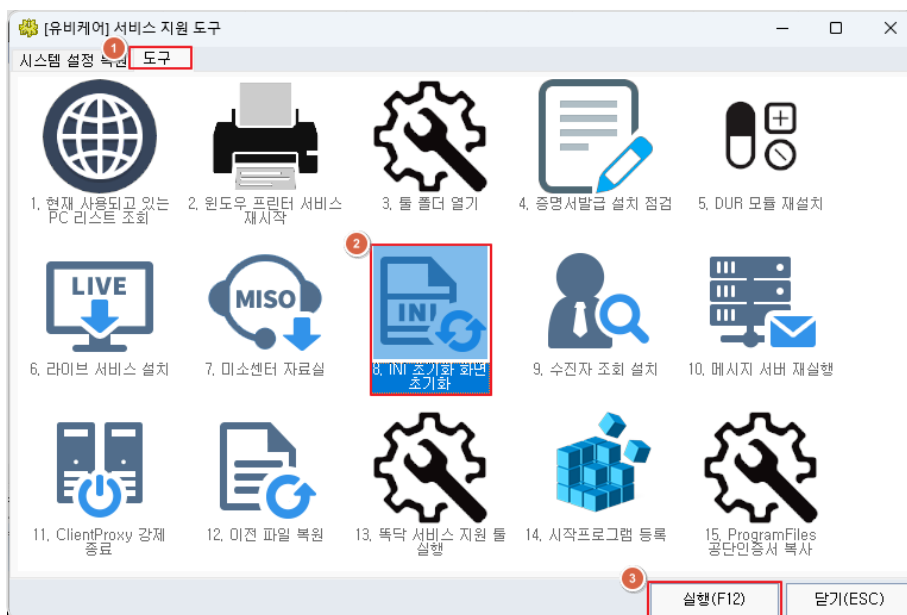 [유비케어] 서비스 지원 도구
1
시스템 설정 복원 도구
1. 현재 사용되고 있는
PC 리스트 조회
2. 윈도우 프린터 서비스
재시작
3. 툴 폴더 열기
4. 증명서발급 설치 점검
5. DUR 모듈 재설치
2
LIVE
6. 라이브 서비스 설치
MISO
7. 미소센터 자료실
INI
8. INI 초기화 화면
초기화
9. 수진자 조회 설치
10. 메시지 서버 재실행
11. ClientProxy 강제
종료
12. 이전 파일 복원
13. 똑닥 서비스 지원 툴
실행
14. 시작프로그램 등록
15. ProgramFiles
공단인증서 복사
3
실행(F12)
닫기(ESC)